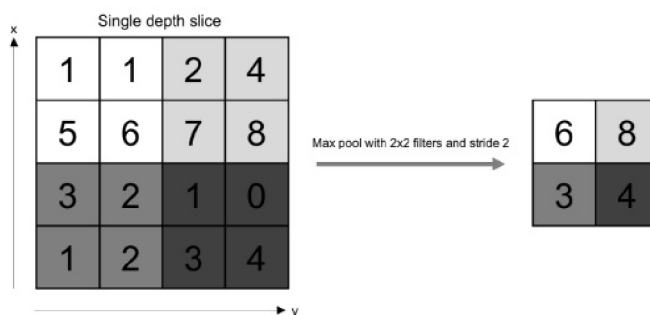 Single depth slice
x
1 1 2 4
5 6 7 8
3 2 1 0
1 2 3 4
y
Max pool with 2x2 filters and stride 2
6 8
3 4